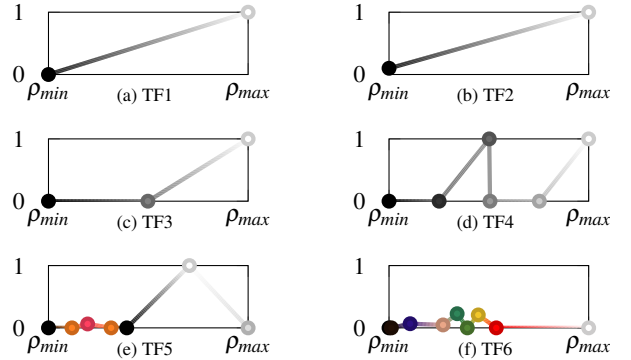 1 1
0 0
ρmin (a) TF1 ρmax ρmin (b) TF2 ρmax
1 1
0 0
ρmin (c) TF3 ρmax ρmin (d) TF4 ρmax
1 1
0 0
ρmin (e) TF5 ρmax ρmin (f) TF6 ρmax